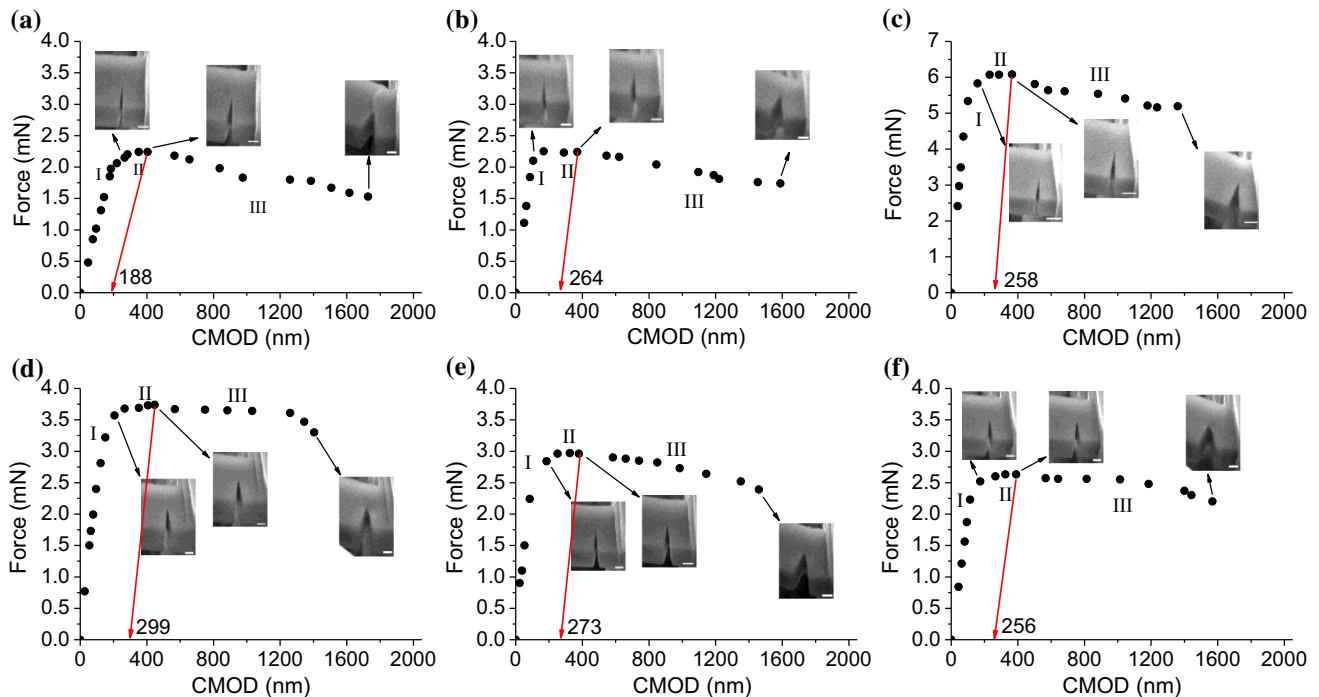 (a)
4.0
3.5
3.0
2.5
2.0
1.5
1.0
0.5
0.0
Force (mN)
I
II
III
188
0 400 800 1200 1600 2000
CMOD (nm)
(b)
4.0
3.5
3.0
2.5
2.0
1.5
1.0
0.5
0.0
Force (mN)
I
II
III
264
0 400 800 1200 1600 2000
CMOD (nm)
(c)
7
6
5
4
3
2
1
0
Force (mN)
I
II
III
258
0 400 800 1200 1600 2000
CMOD (nm)
(d)
4.0
3.5
3.0
2.5
2.0
1.5
1.0
0.5
0.0
Force (mN)
I
II
III
299
0 400 800 1200 1600 2000
CMOD (nm)
(e)
4.0
3.5
3.0
2.5
2.0
1.5
1.0
0.5
0.0
Force (mN)
I
II
III
273
0 400 800 1200 1600 2000
CMOD (nm)
(f)
4.0
3.5
3.0
2.5
2.0
1.5
1.0
0.5
0.0
Force (mN)
I
II
III
256
0 400 800 1200 1600 2000
CMOD (nm)